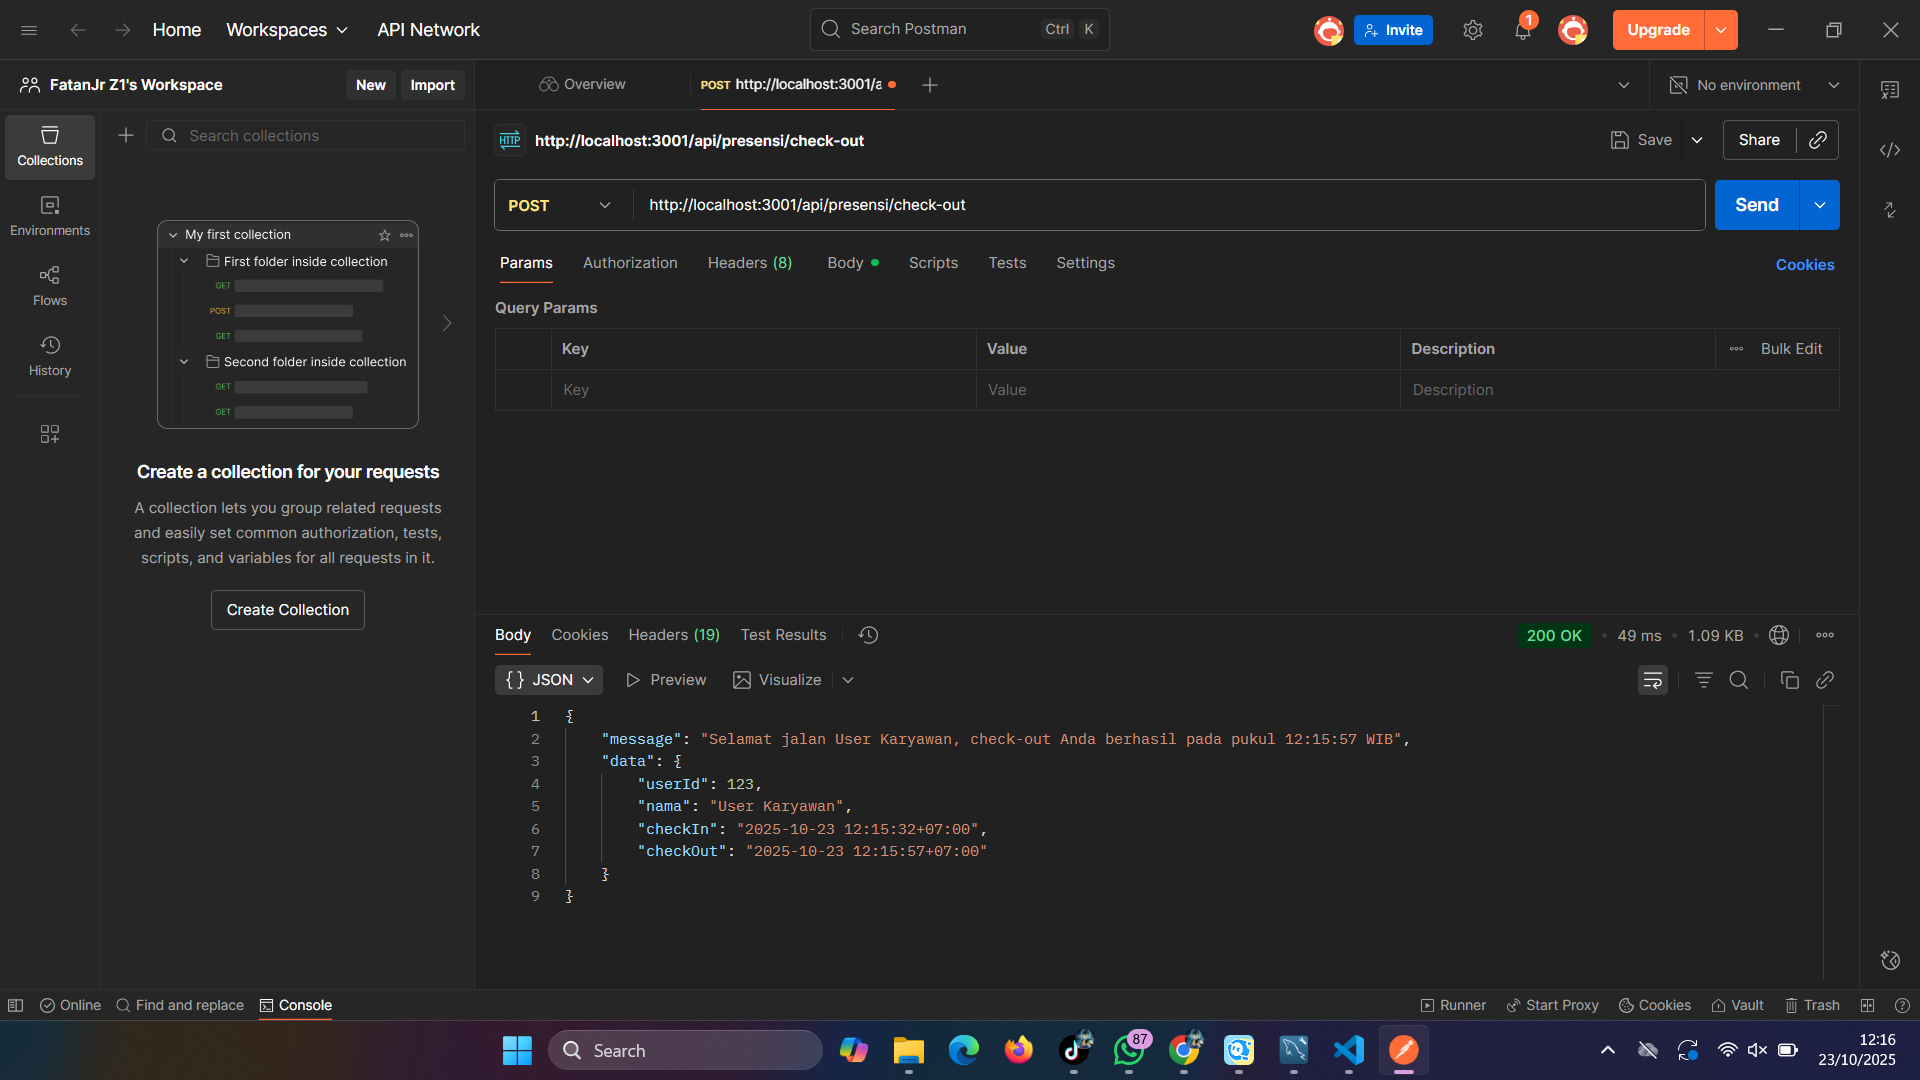 Home
Workspaces
API Network
Search Postman
Ctrl
K
Invite
1
Upgrade
FatanJr Z1's Workspace
New
Import
Overview
POST http://localhost:3001/a
No environment
Collections
Environments
Flows
History
Search collections
My first collection
First folder inside collection
GET
POST
GET
Second folder inside collection
GET
GET
Create a collection for your requests
A collection lets you group related requests
and easily set common authorization, tests,
scripts, and variables for all requests in it.
Create Collection
HTTP
http://localhost:3001/api/presensi/check-out
Save
Share
POST
http://localhost:3001/api/presensi/check-out
Send
Params
Authorization
Headers (8)
Body
Scripts
Tests
Settings
Cookies
Query Params
Key
Value
Description
Bulk Edit
Key
Value
Description
Body
Cookies
Headers (19)
Test Results
200 OK
49 ms
1.09 KB
{} JSON
Preview
Visualize
1 {
2 "message": "Selamat jalan User Karyawan, check-out Anda berhasil pada pukul 12:15:57 WIB",
3 "data": {
4 "userId": 123,
5 "nama": "User Karyawan",
6 "checkIn": "2025-10-23 12:15:32+07:00",
7 "checkOut": "2025-10-23 12:15:57+07:00"
8 }
9 }
Online
Find and replace
Console
Runner
Start Proxy
Cookies
Vault
Trash
Search
87
12:16
23/10/2025